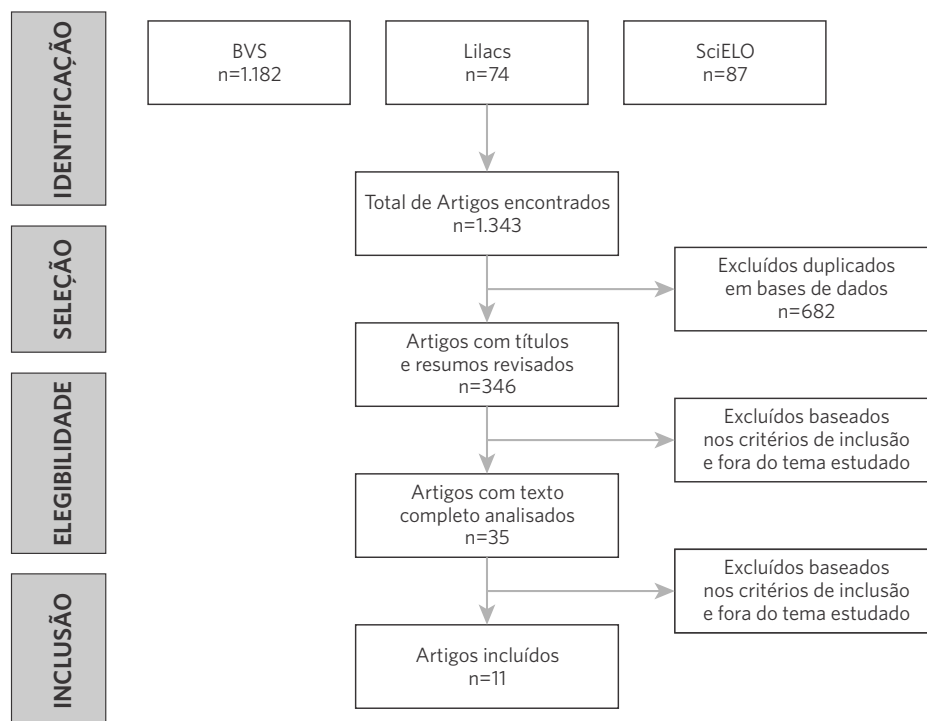 IDENTIFICAÇÃO
BVS
n=1.182
Lilacs
n=74
SciELO
n=87
Total de Artigos encontrados
n=1.343
SELEÇÃO
Excluídos duplicados
em bases de dados
n=682
Artigos com títulos
e resumos revisados
n=346
ELEGIBILIDADE
Excluídos baseados
nos critérios de inclusão
e fora do tema estudado
Artigos com texto
completo analisados
n=35
Excluídos baseados
nos critérios de inclusão
e fora do tema estudado
INCLUSÃO
Artigos incluídos
n=11